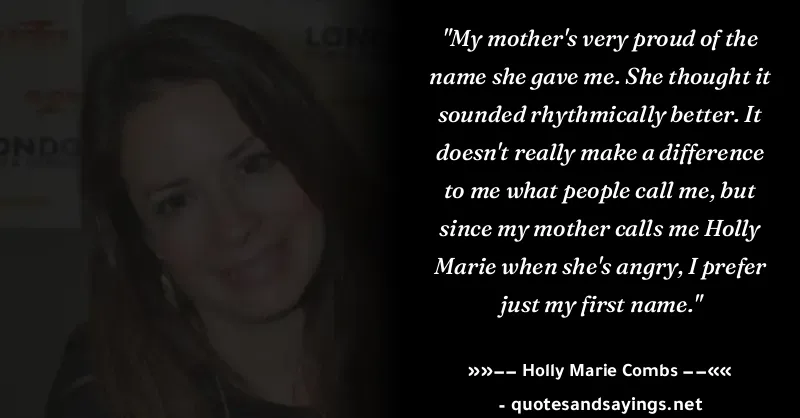 LONDO
ONDO
"My mother's very proud of the
name she gave me. She thought it
sounded rhythmically better. It
doesn't really make a difference
to me what people call me, but
since my mother calls me Holly
Marie when she's angry, I prefer
just my first name."
»»−− Holly Marie Combs −−««
- quotesandsayings.net